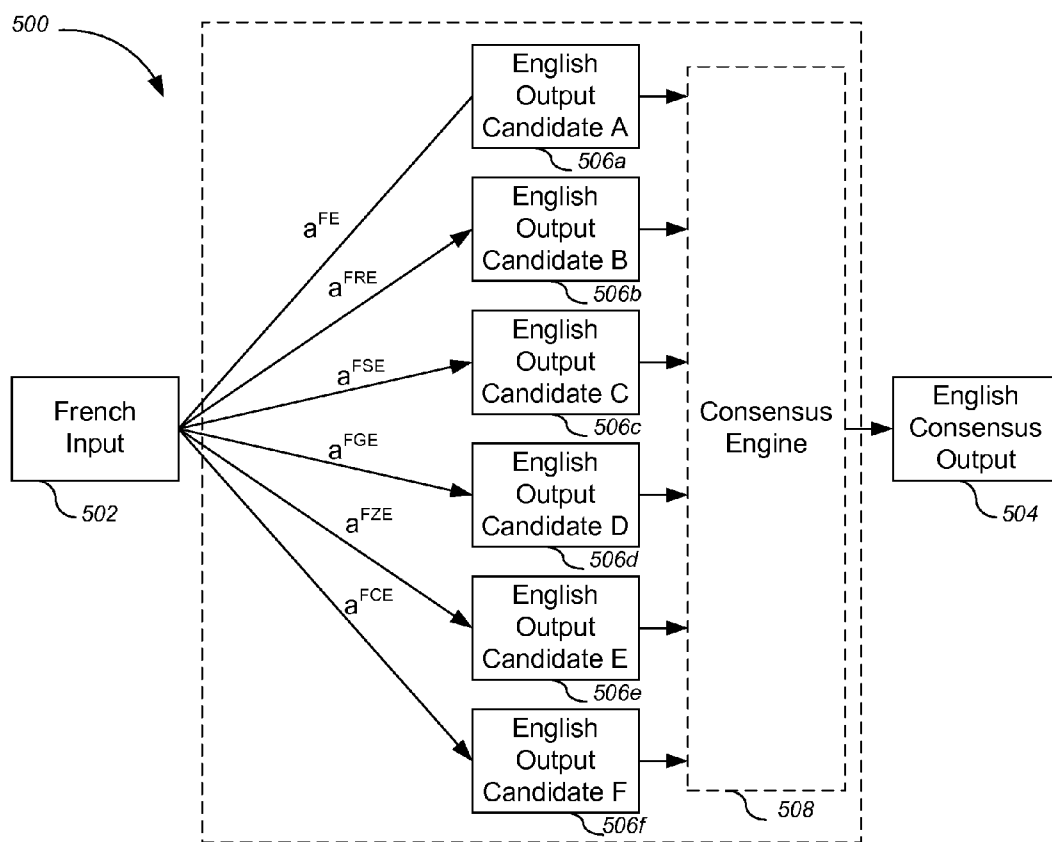 500
English
Output
Candidate A
506a
English
Output
Candidate B
506b
English
Output
Candidate C
506c
English
Output
Candidate D
506d
English
Output
Candidate E
506e
English
Output
Candidate F
506f
aFE
aFRE
aFSE
aFGE
aFZE
aFCE
French
Input
502
Consensus
Engine
508
English
Consensus
Output
504